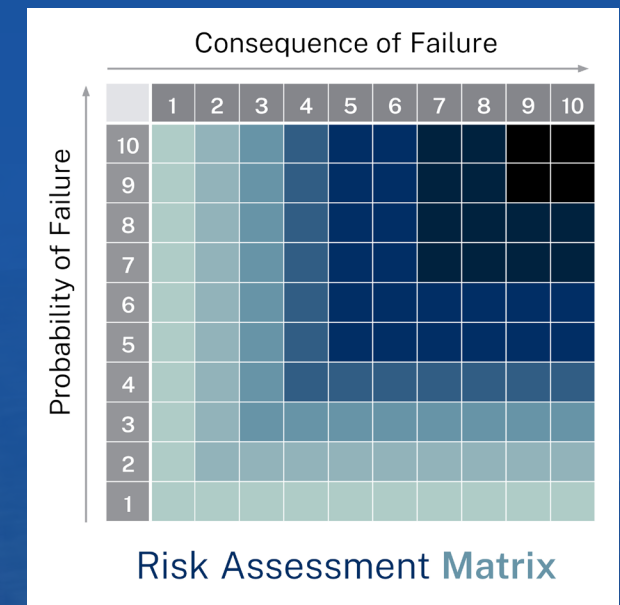 Consequence of Failure
1 2 3 4 5 6 7 8 9 10
Probability of Failure
10
9
8
7
6
5
4
3
2
1
Risk Assessment Matrix